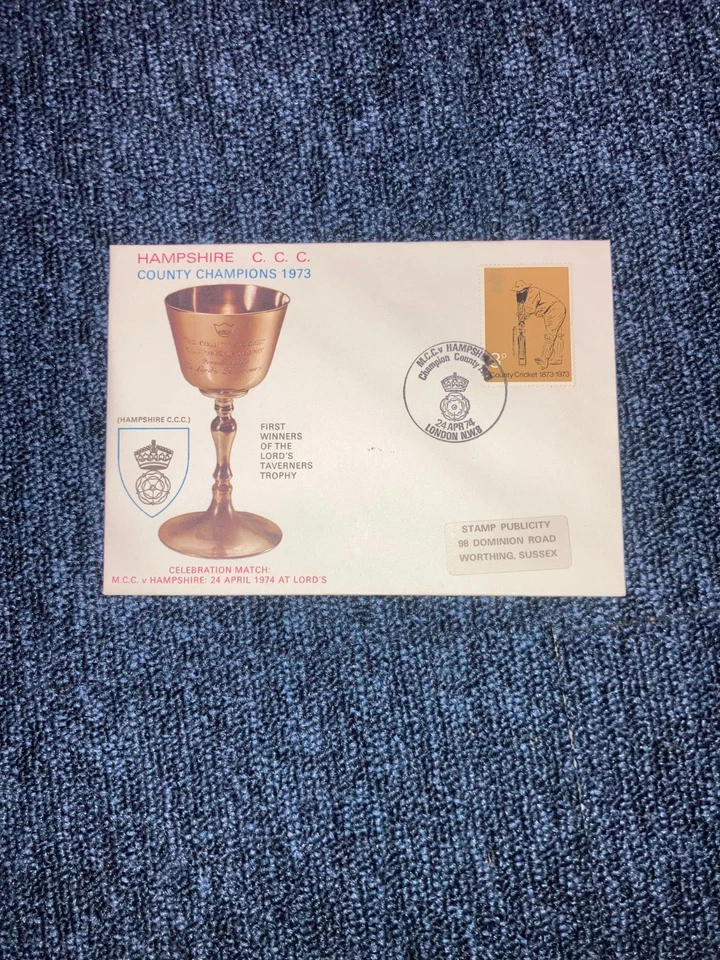 HAMPSHIRE C. C. C.
COUNTY CHAMPIONS 1973
(HAMPSHIRE C.C.C.)
FIRST
WINNERS
OF THE
LORD'S
TAVERNERS
TROPHY
CELEBRATION MATCH:
M.C.C. v HAMPSHIRE: 24 APRIL 1974 AT LORD'S
County Cricket 1873-1973
M.C.C.v HAMPSHIRE
Champion County
24 APR 74
LONDON N.W.8
STAMP PUBLICITY
98 DOMINION ROAD
WORTHING, SUSSEX